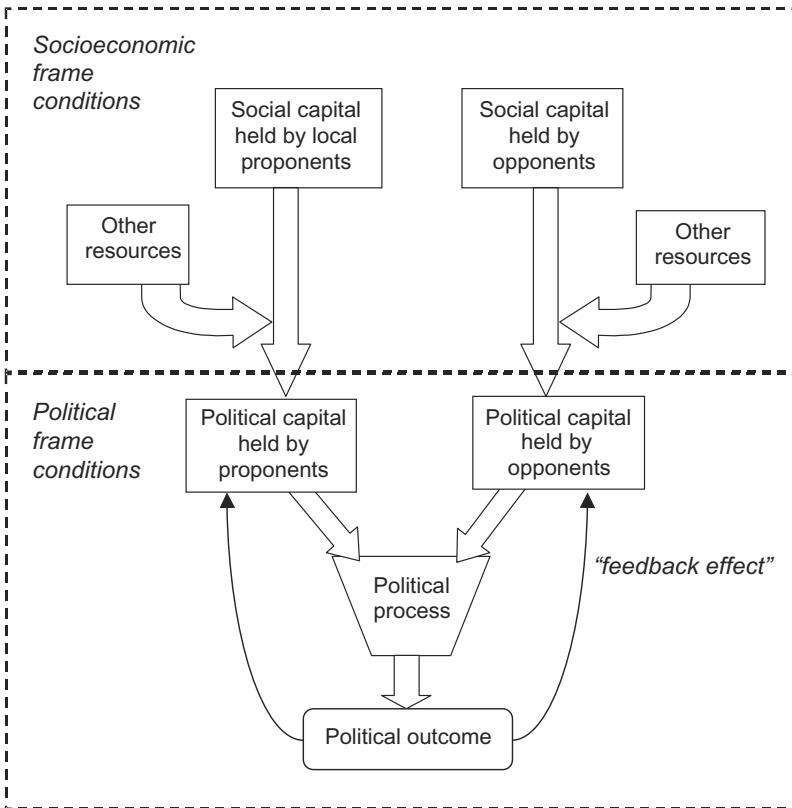 Socioeconomic
frame
conditions
Social capital
held by local
proponents
Social capital
held by
opponents
Other
resources
Other
resources
Political
frame
conditions
Political capital
held by
proponents
Political capital
held by
opponents
“feedback effect”
Political
process
Political outcome